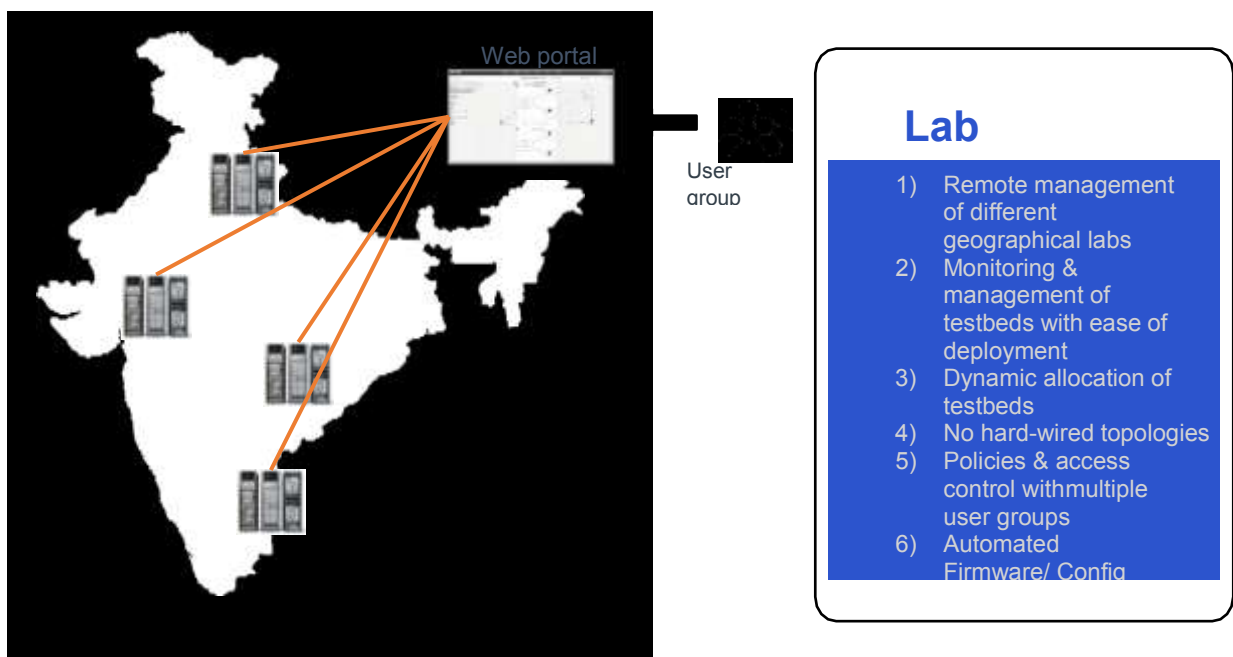 Web portal
User
group
Lab
1) Remote management
of different
geographical labs
2) Monitoring &
management of
testbeds with ease of
deployment
3) Dynamic allocation of
testbeds
4) No hard-wired topologies
5) Policies & access
control withmultiple
user groups
6) Automated
Firmware/ Config